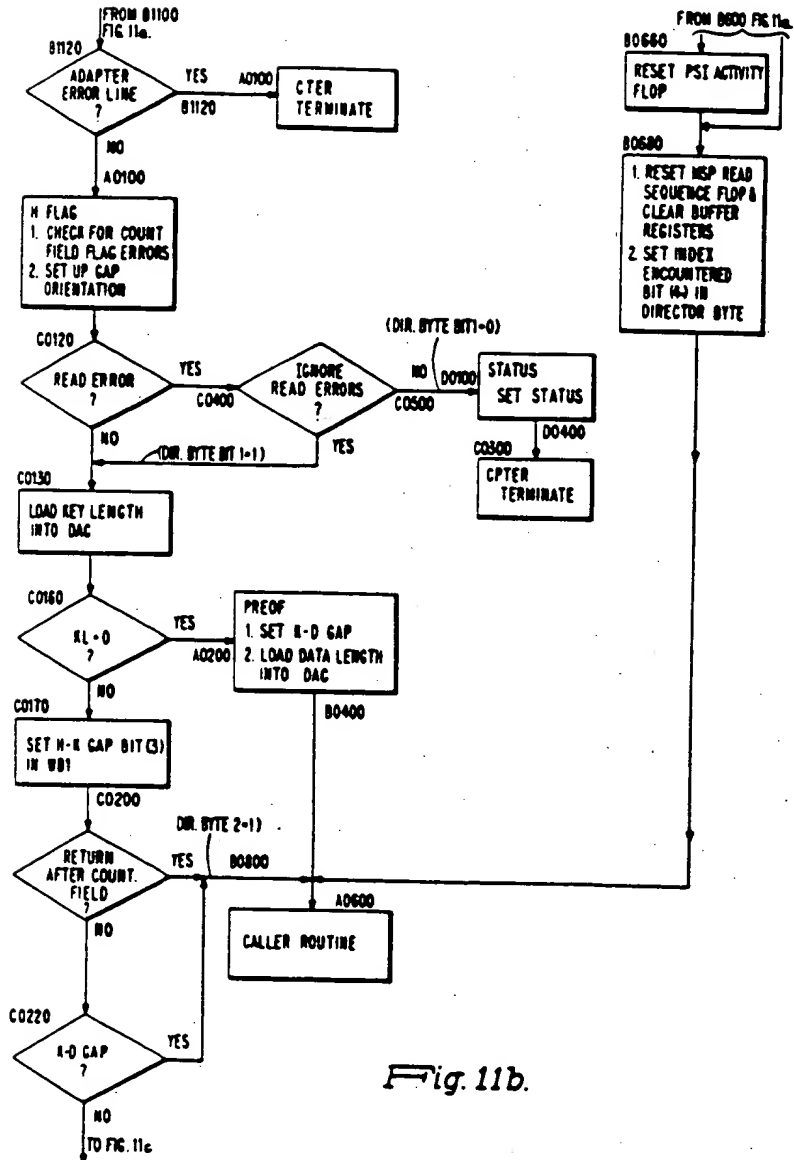 FROM B1100
FIG. 11a.
B1120
ADAPTER
ERROR LINE
?
YES
B1120
A0100
CTER
TERMINATE
NO
A0100
H FLAG
1. CHECK FOR COUNT
FIELD FLAG ERRORS
2. SET UP GAP
ORIENTATION
C0120
READ ERROR
?
YES
C0400
IGNORE
READ ERRORS
?
(DIR. BYTE BIT1=0)
NO
C0500
D0100
STATUS
SET STATUS
D0400
C0300
CPTER
TERMINATE
NO
(DIR. BYTE BIT 1=1)
YES
C0130
LOAD KEY LENGTH
INTO DAC
C0160
KL=0
?
YES
A0200
PREOF
1. SET K-D GAP
2. LOAD DATA LENGTH
INTO DAC
B0400
NO
C0170
SET H-K GAP BIT(3)
IN WB1
C0200
RETURN
AFTER COUNT.
FIELD
?
YES
DIR. BYTE 2=1)
B0800
A0600
CALLER ROUTINE
NO
C0220
K-D GAP
?
YES
NO
TO FIG. 11c
FROM B600 FIG. 11a.
B0660
RESET PSI ACTIVITY
FLOP
B0680
1. RESET MSP READ
SEQUENCE FLOP &
CLEAR BUFFER
REGISTERS
2. SET INDEX
ENCOUNTERED
BIT (6) IN
DIRECTOR BYTE
Fig. 11b.